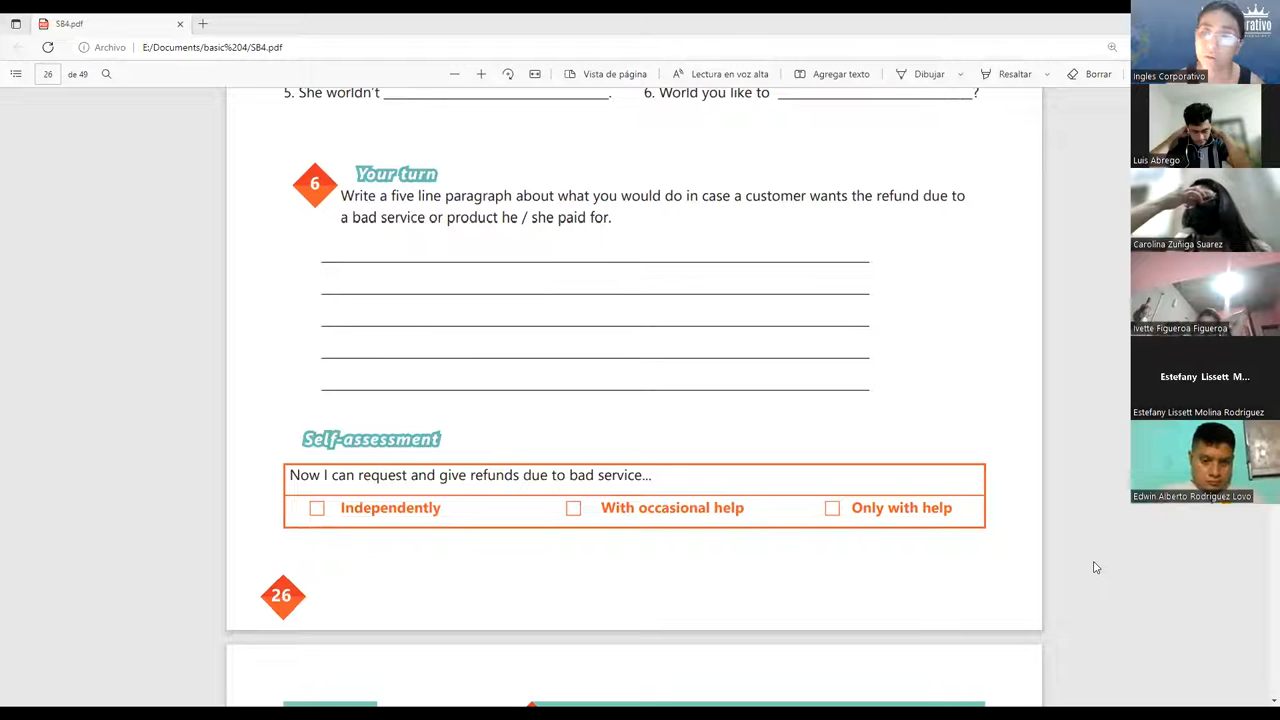 SB4.pdf
Archivo E:/Documents/basic%204/SB4.pdf
26 de 49 Vista de página Lectura en voz alta Agregar texto Dibujar Resaltar Borrar
5. She worldn't ______. 6. World you like to ______?
6 Your turn
Write a five line paragraph about what you would do in case a customer wants the refund due to
a bad service or product he / she paid for.
Self-assessment
Now I can request and give refunds due to bad service...
Independently With occasional help Only with help
26
rativo
Ingles Corporativo
Luis Abrego
Carolina Zuñiga Suarez
Ivette Figueroa Figueroa
Estefany Lissett M...
Estefany Lissett Molina Rodriguez
Edwin Alberto Rodriguez Lovo